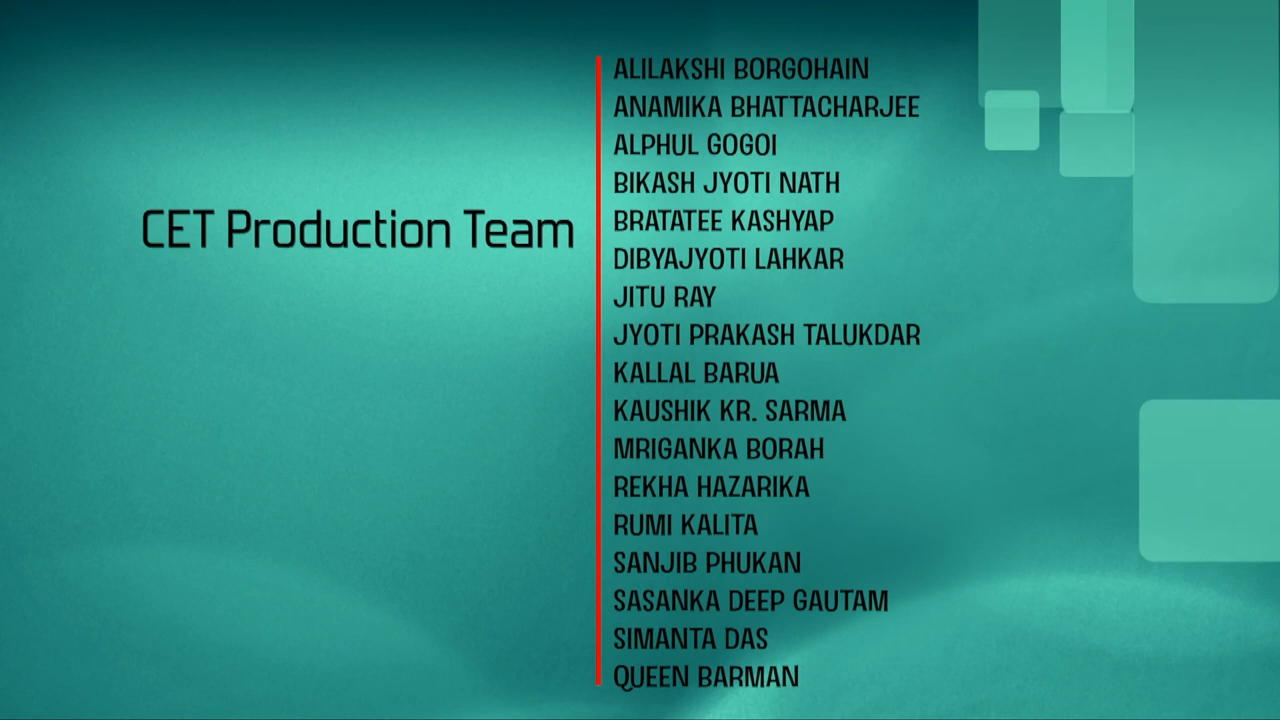 CET Production Team
ALILAKSHI BORGOHAIN
ANAMIKA BHATTACHARJEE
ALPHUL GOGOI
BIKASH JYOTI NATH
BRATATEE KASHYAP
DIBYAJYOTI LAHKAR
JITU RAY
JYOTI PRAKASH TALUKDAR
KALLAL BARUA
KAUSHIK KR. SARMA
MRIGANKA BORAH
REKHA HAZARIKA
RUMI KALITA
SANJIB PHUKAN
SASANKA DEEP GAUTAM
SIMANTA DAS
QUEEN BARMAN